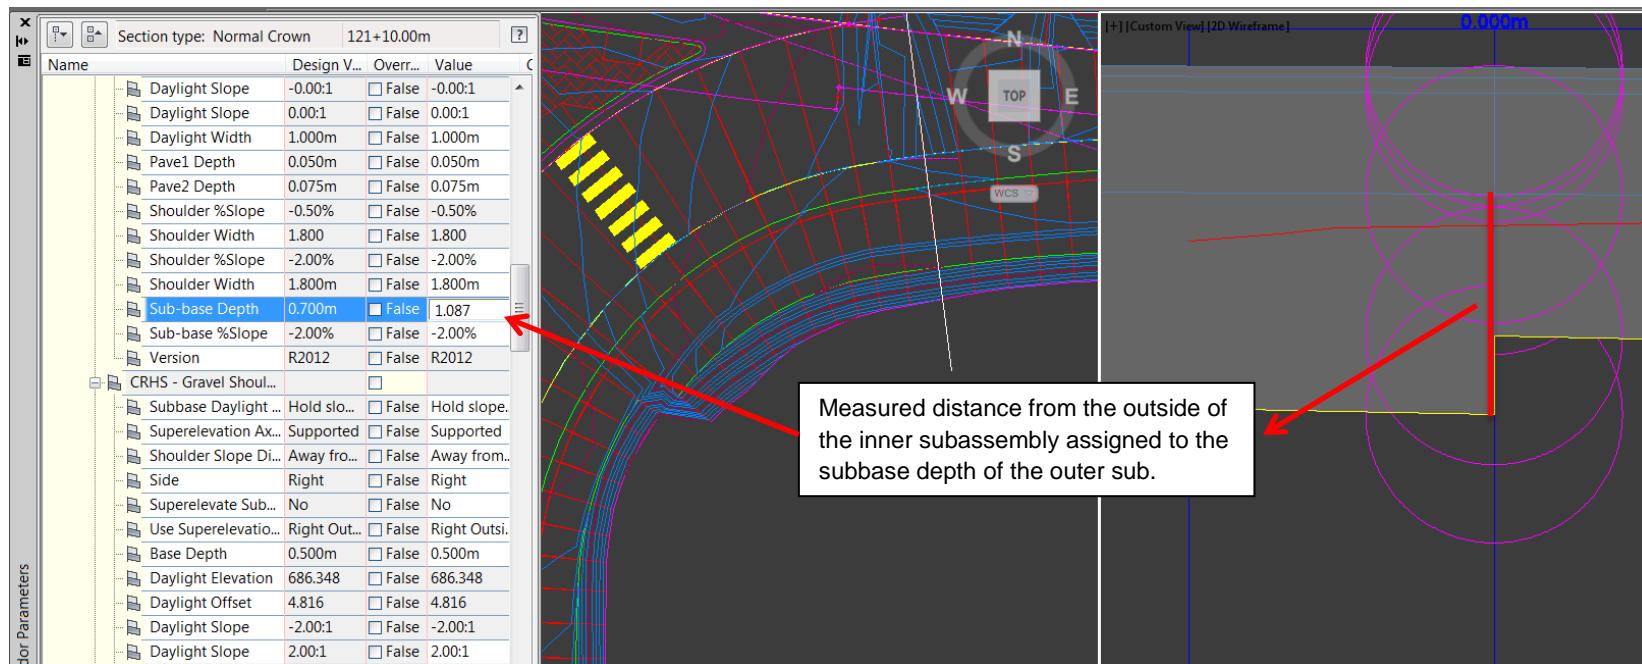 Section type: Normal Crown 121+10.00m ?
Name Design V... Overr... Value
Daylight Slope -0.00:1 False -0.00:1
Daylight Slope 0.00:1 False 0.00:1
Daylight Width 1.000m False 1.000m
Pave1 Depth 0.050m False 0.050m
Pave2 Depth 0.075m False 0.075m
Shoulder %Slope -0.50% False -0.50%
Shoulder Width 1.800 False 1.800
Shoulder %Slope -2.00% False -2.00%
Shoulder Width 1.800m False 1.800m
Sub-base Depth 0.700m False 1.087
Sub-base %Slope -2.00% False -2.00%
Version R2012 False R2012
CRHS - Gravel Shoul...
Subbase Daylight ... Hold slo... False Hold slope..
Superelevation Ax... Supported False Supported
Shoulder Slope Di... Away fro... False Away from..
Side Right False Right
Superelevate Sub... No False No
Use Superelevatio... Right Out... False Right Outsi..
Base Depth 0.500m False 0.500m
Daylight Elevation 686.348 False 686.348
Daylight Offset 4.816 False 4.816
Daylight Slope -2.00:1 False -2.00:1
Daylight Slope 2.00:1 False 2.00:1
dor Parameters
N
W TOP E
S
WCS
[+] [Custom View] [2D Wireframe]
0.000m
Measured distance from the outside of
the inner subassembly assigned to the
subbase depth of the outer sub.